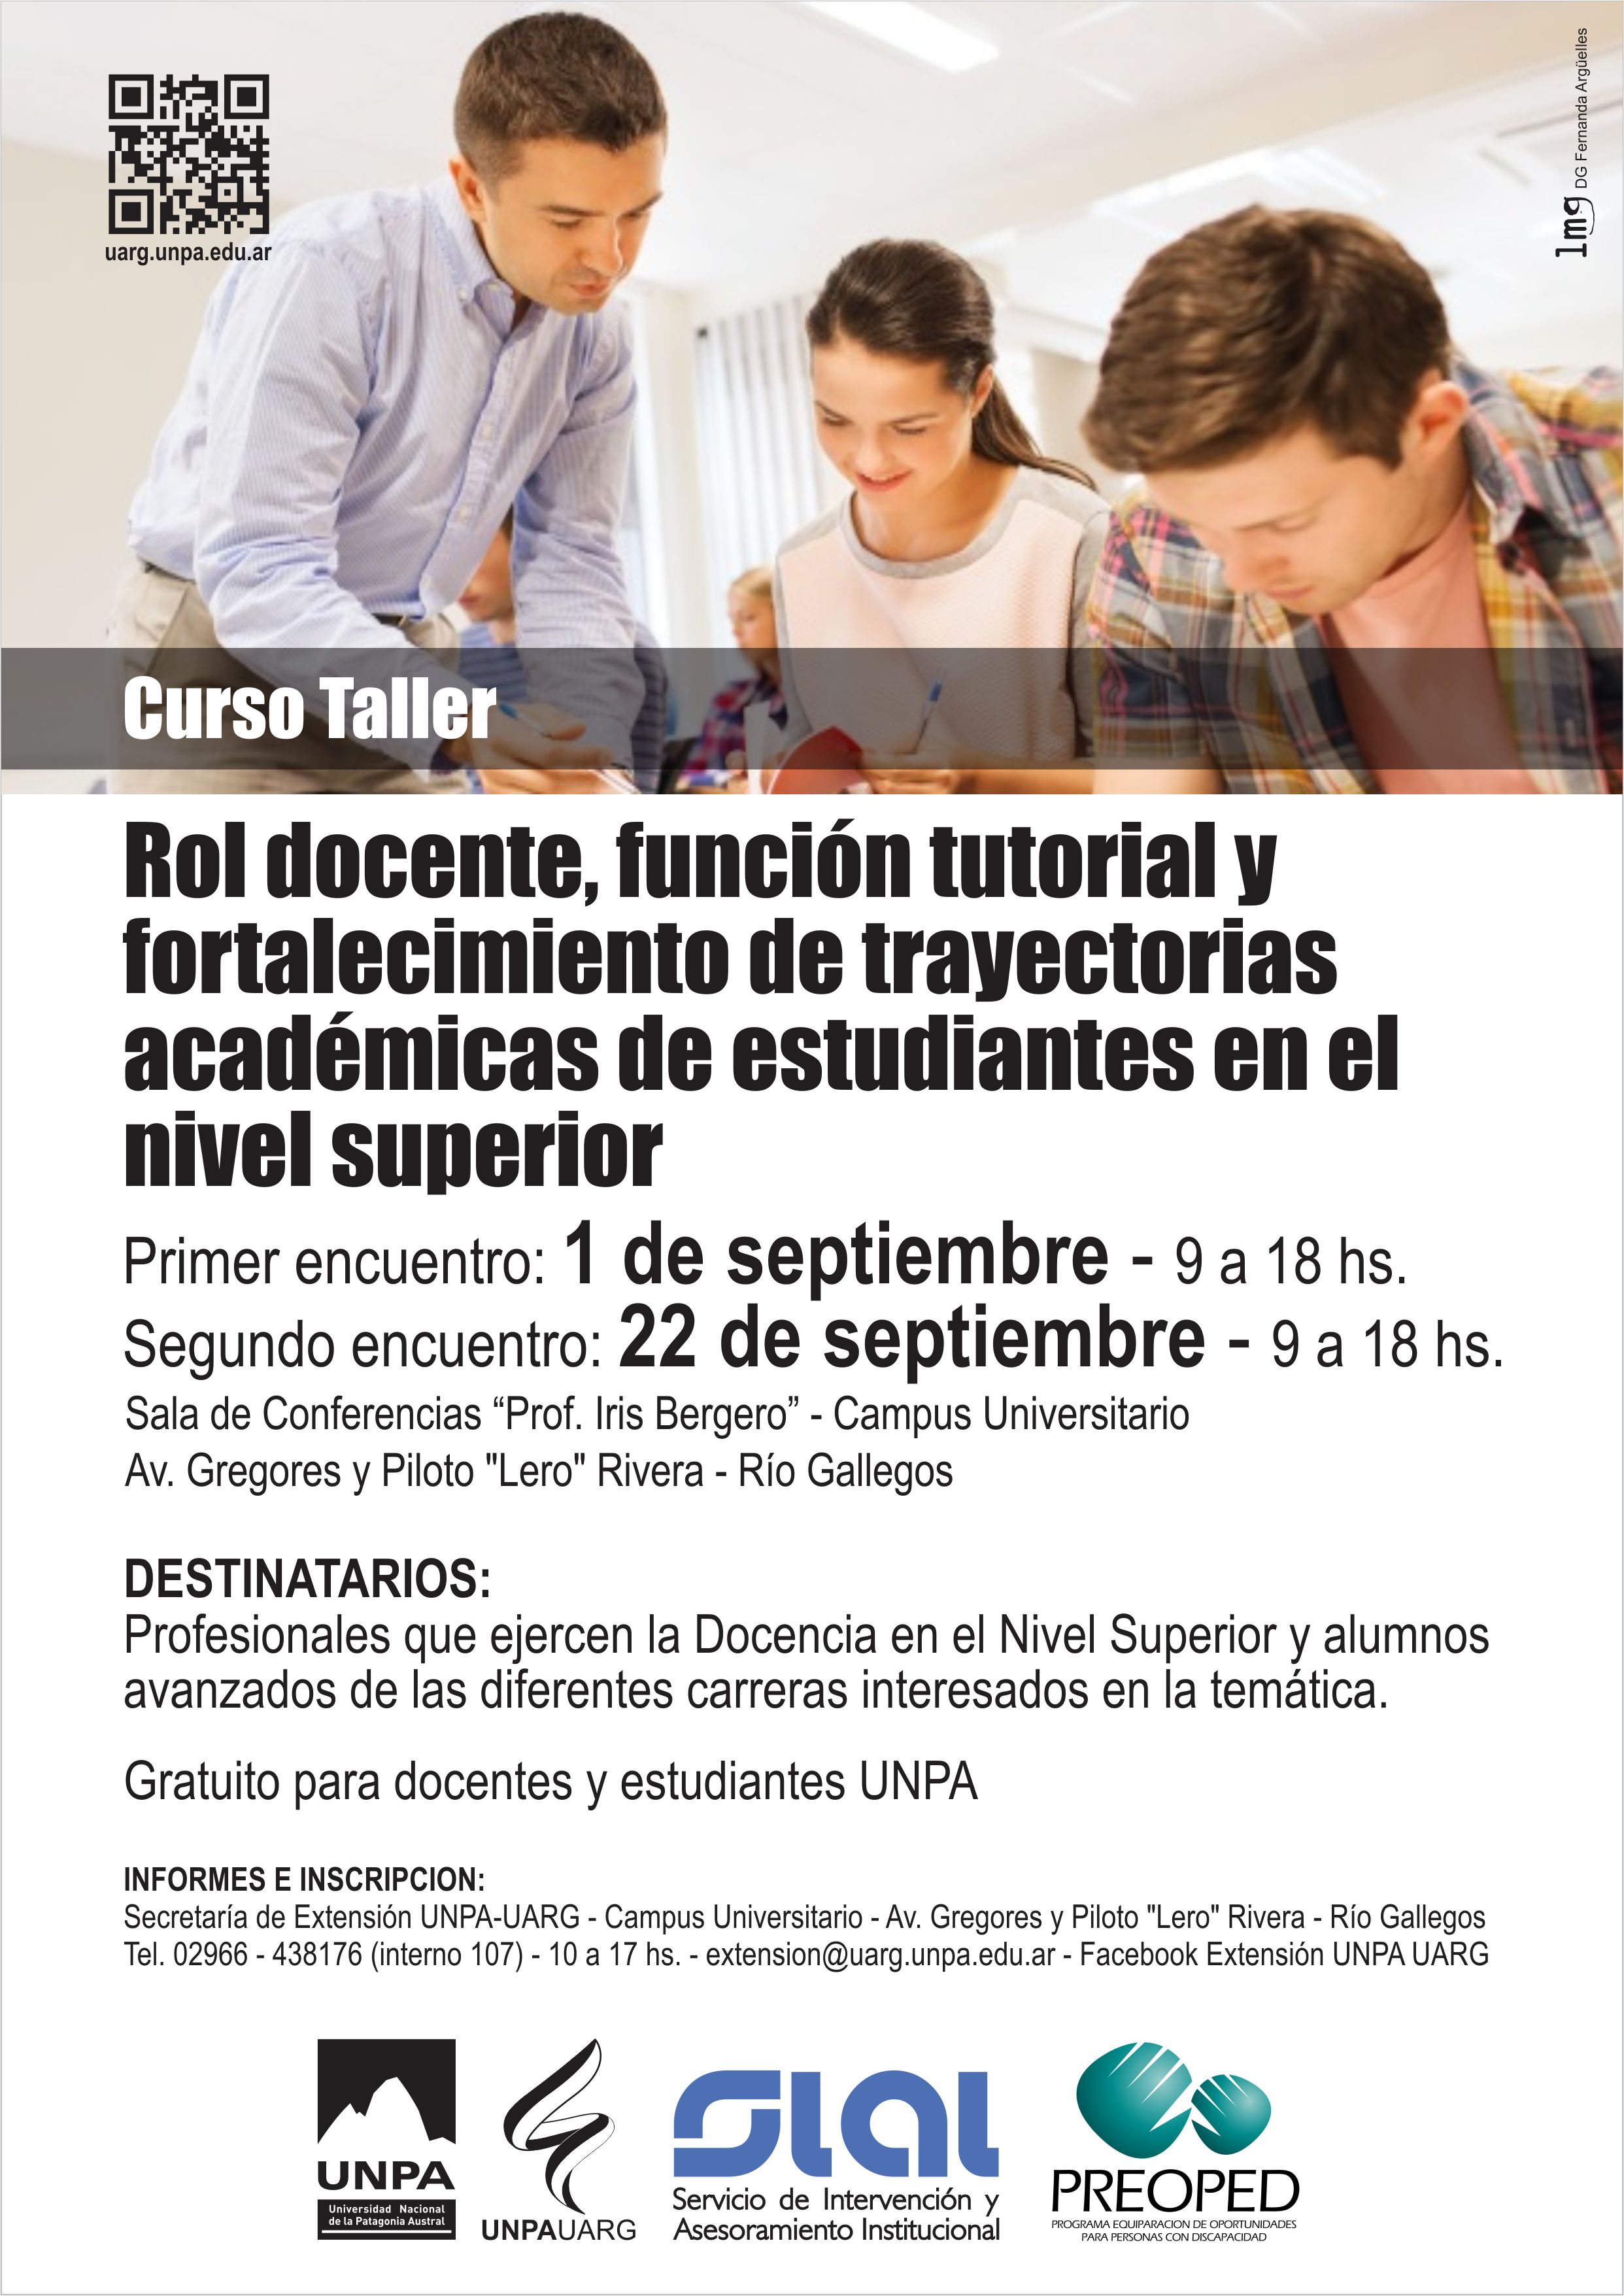 uarg.unpa.edu.ar
lmg DG Fernanda Argüelles
Curso Taller
Rol docente, función tutorial y
fortalecimiento de trayectorias
académicas de estudiantes en el
nivel superior
Primer encuentro: 1 de septiembre - 9 a 18 hs.
Segundo encuentro: 22 de septiembre - 9 a 18 hs.
Sala de Conferencias “Prof. Iris Bergero” - Campus Universitario
Av. Gregores y Piloto "Lero" Rivera - Río Gallegos
DESTINATARIOS:
Profesionales que ejercen la Docencia en el Nivel Superior y alumnos
avanzados de las diferentes carreras interesados en la temática.
Gratuito para docentes y estudiantes UNPA
INFORMES E INSCRIPCION:
Secretaría de Extensión UNPA-UARG - Campus Universitario - Av. Gregores y Piloto "Lero" Rivera - Río Gallegos
Tel. 02966 - 438176 (interno 107) - 10 a 17 hs. - extension@uarg.unpa.edu.ar - Facebook Extensión UNPA UARG
UNPA
Universidad Nacional
de la Patagonia Austral
UNPAUARG
SIAI
Servicio de Intervención y
Asesoramiento Institucional
PREOPED
PROGRAMA EQUIPARACION DE OPORTUNIDADES
PARA PERSONAS CON DISCAPACIDAD